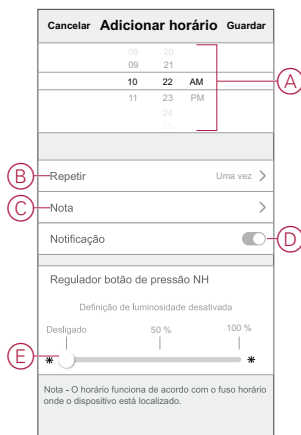 Cancelar Adicionar horário Guardar
08 20
09 21
10 22 AM
11 23 PM
24
A
B Repetir Uma vez
C Nota
Notificação D
Regulador botão de pressão NH
Definição de luminosidade desativada
Desligado 50 % 100 %
E
Nota - O horário funciona de acordo com o fuso horário
onde o dispositivo está localizado.